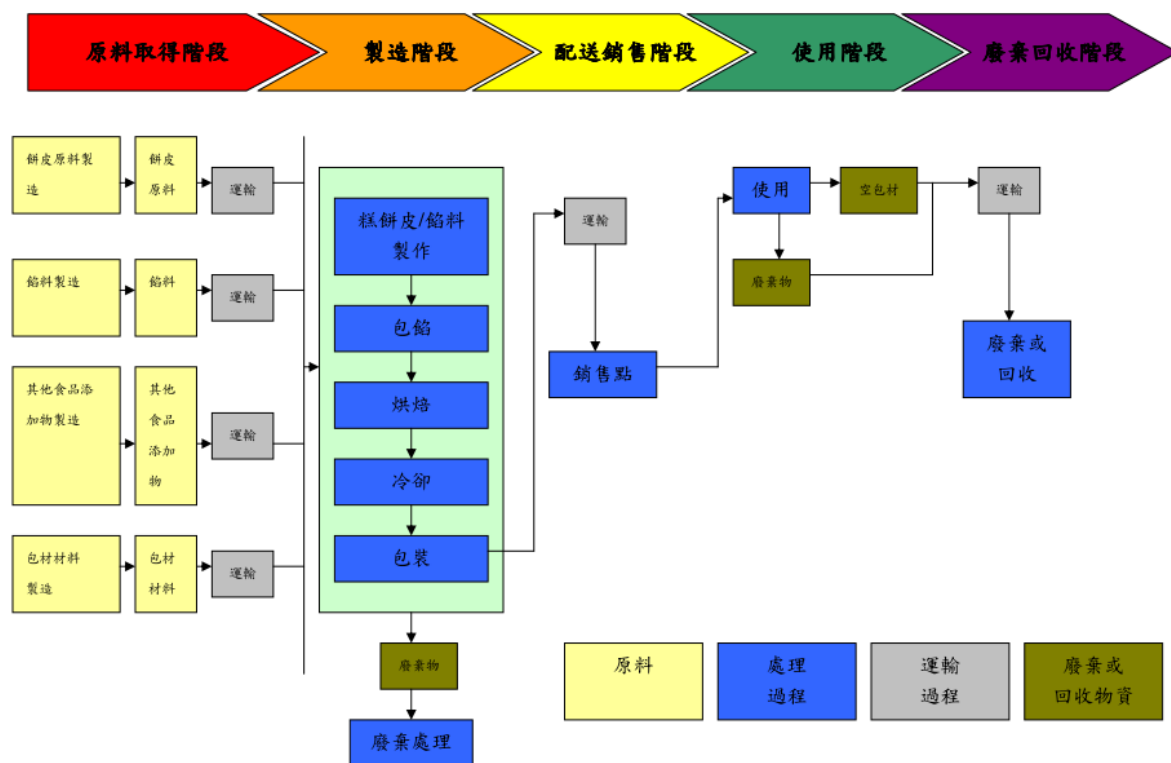 原料取得階段
製造階段
配送銷售階段
使用階段
廢棄回收階段
餅皮原料製
造
餅皮
原料
運輸
餡料製造
餡料
運輸
其他食品添
加物製造
其他
食品
添加
物
運輸
包材材料
製造
包材
材料
運輸
糕餅皮/餡料
製作
包餡
烘焙
冷卻
包裝
廢棄物
廢棄處理
運輸
銷售點
使用
空包材
廢棄物
運輸
廢棄或
回收
原料
處理
過程
運輸
過程
廢棄或
回收物資